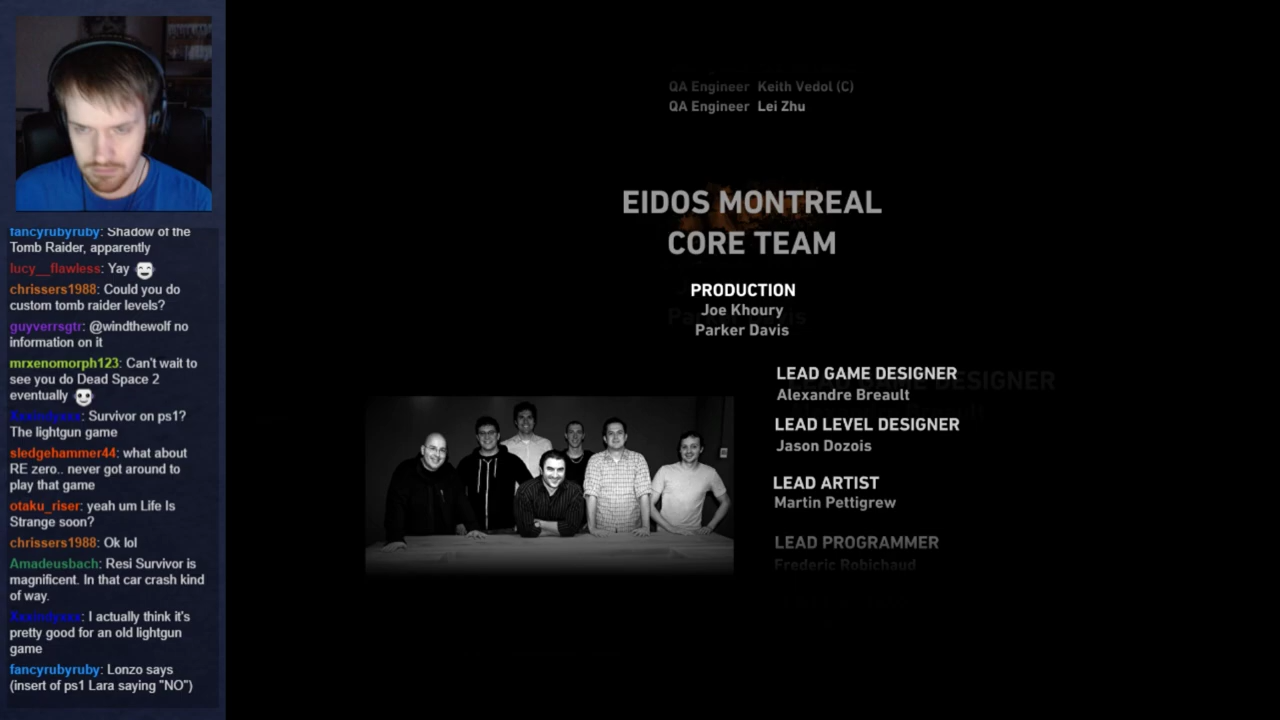 fancyrubyruby: Shadow of the
Tomb Raider, apparently
lucy__flawless: Yay
chrissers1988: Could you do
custom tomb raider levels?
guyverrsgtr: @windthewolf no
information on it
mrxenomorph123: Can't wait to
see you do Dead Space 2
eventually
: Survivor on ps1?
The lightgun game
sledgehammer44: what about
RE zero.. never got around to
play that game
otaku_riser: yeah um Life Is
Strange soon?
chrissers1988: Ok lol
Amadeusbach: Resi Survivor is
magnificent. In that car crash kind
of way.
: I actually think it's
pretty good for an old lightgun
game
fancyrubyruby: Lonzo says
(insert of ps1 Lara saying "NO")
QA Engineer Keith Vedol (C)
QA Engineer Lei Zhu
EIDOS MONTREAL
CORE TEAM
PRODUCTION
Joe Khoury
Parker Davis
LEAD GAME DESIGNER
Alexandre Breault
LEAD LEVEL DESIGNER
Jason Dozois
LEAD ARTIST
Martin Pettigrew
LEAD PROGRAMMER
Frederic Robichaud